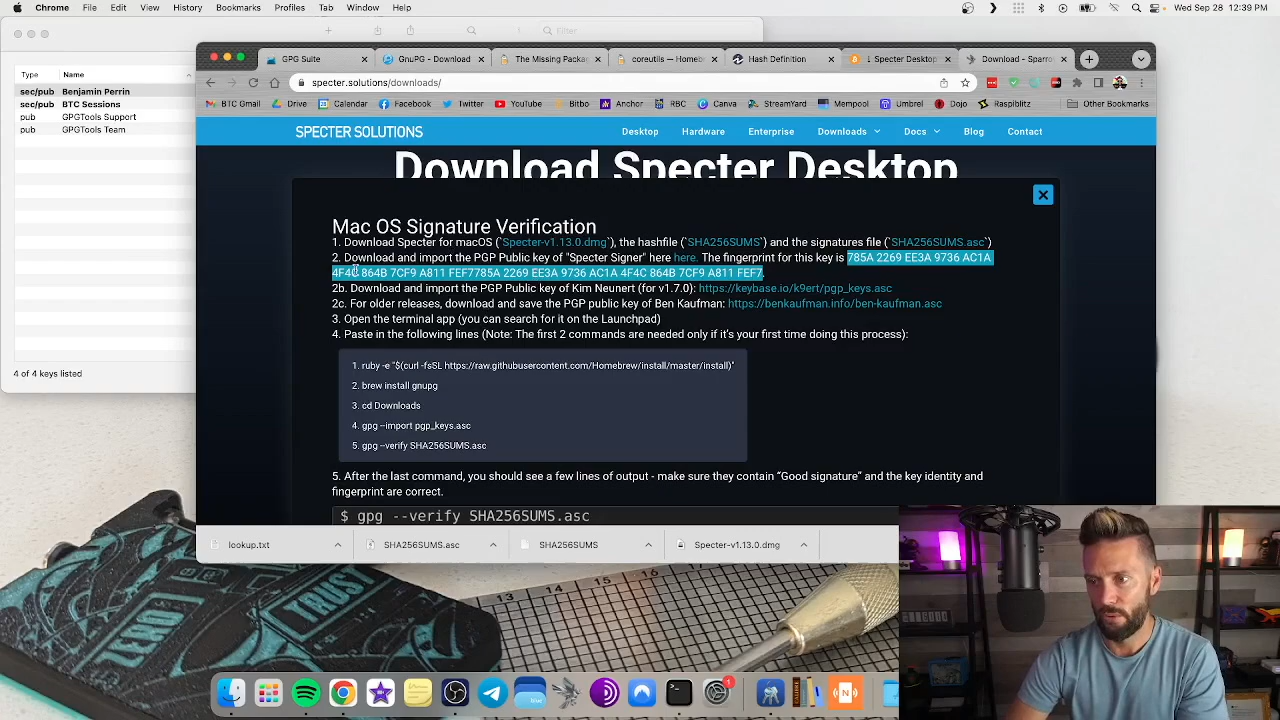 Chrome File Edit View History Bookmarks Profiles Tab Window Help
Wed Sep 28 12:39 PM
Filter
Type Name
sec/pub Benjamin Perrin
sec/pub BTC Sessions
pub GPGTools Support
pub GPGTools Team
4 of 4 keys listed
GPG Suite
GnuPG - Download
The Missing Packag
coreutils — Homeb
Hash Definition
Specter Desktop
Download - Sparro
specter.solutions/downloads/
BTC Gmail Drive Facebook Twitter YouTube Bitbo Anchor RBC Canva StreamYard Mempool Umbrel Dojo Raspiblitz Other Bookmarks
SPECTER SOLUTIONS
Desktop Hardware Enterprise Downloads Docs Blog Contact
Download Specter Desktop
Mac OS Signature Verification
1. Download Specter for macOS (`Specter-v1.13.0.dmg`), the hashfile (`SHA256SUMS`) and the signatures file (`SHA256SUMS.asc`)
2. Download and import the PGP Public key of "Specter Signer" here here. The fingerprint for this key is 785A 2269 EE3A 9736 AC1A
4F4C 864B 7CF9 A811 FEF7785A 2269 EE3A 9736 AC1A 4F4C 864B 7CF9 A811 FEF7.
2b. Download and import the PGP Public key of Kim Neunert (for v1.7.0): https://keybase.io/k9ert/pgp_keys.asc
2c. For older releases, download and save the PGP public key of Ben Kaufman: https://benkaufman.info/ben-kaufman.asc
3. Open the terminal app (you can search for it on the Launchpad)
4. Paste in the following lines (Note: The first 2 commands are needed only if it's your first time doing this process):
1. ruby -e "$(curl -fsSL https://raw.githubusercontent.com/Homebrew/install/master/install)"
2. brew install gnupg
3. cd Downloads
4. gpg –import pgp_keys.asc
5. gpg –verify SHA256SUMS.asc
5. After the last command, you should see a few lines of output - make sure they contain “Good signature” and the key identity and
fingerprint are correct.
$ gpg --verify SHA256SUMS.asc
lookup.txt
SHA256SUMS.asc
SHA256SUMS
Specter-v1.13.0.dmg
13 14 15 16 17
TRUST
ZERO
1
N